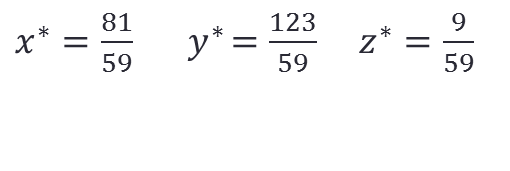 x* = 81/59 y* = 123/59 z* = 9/59